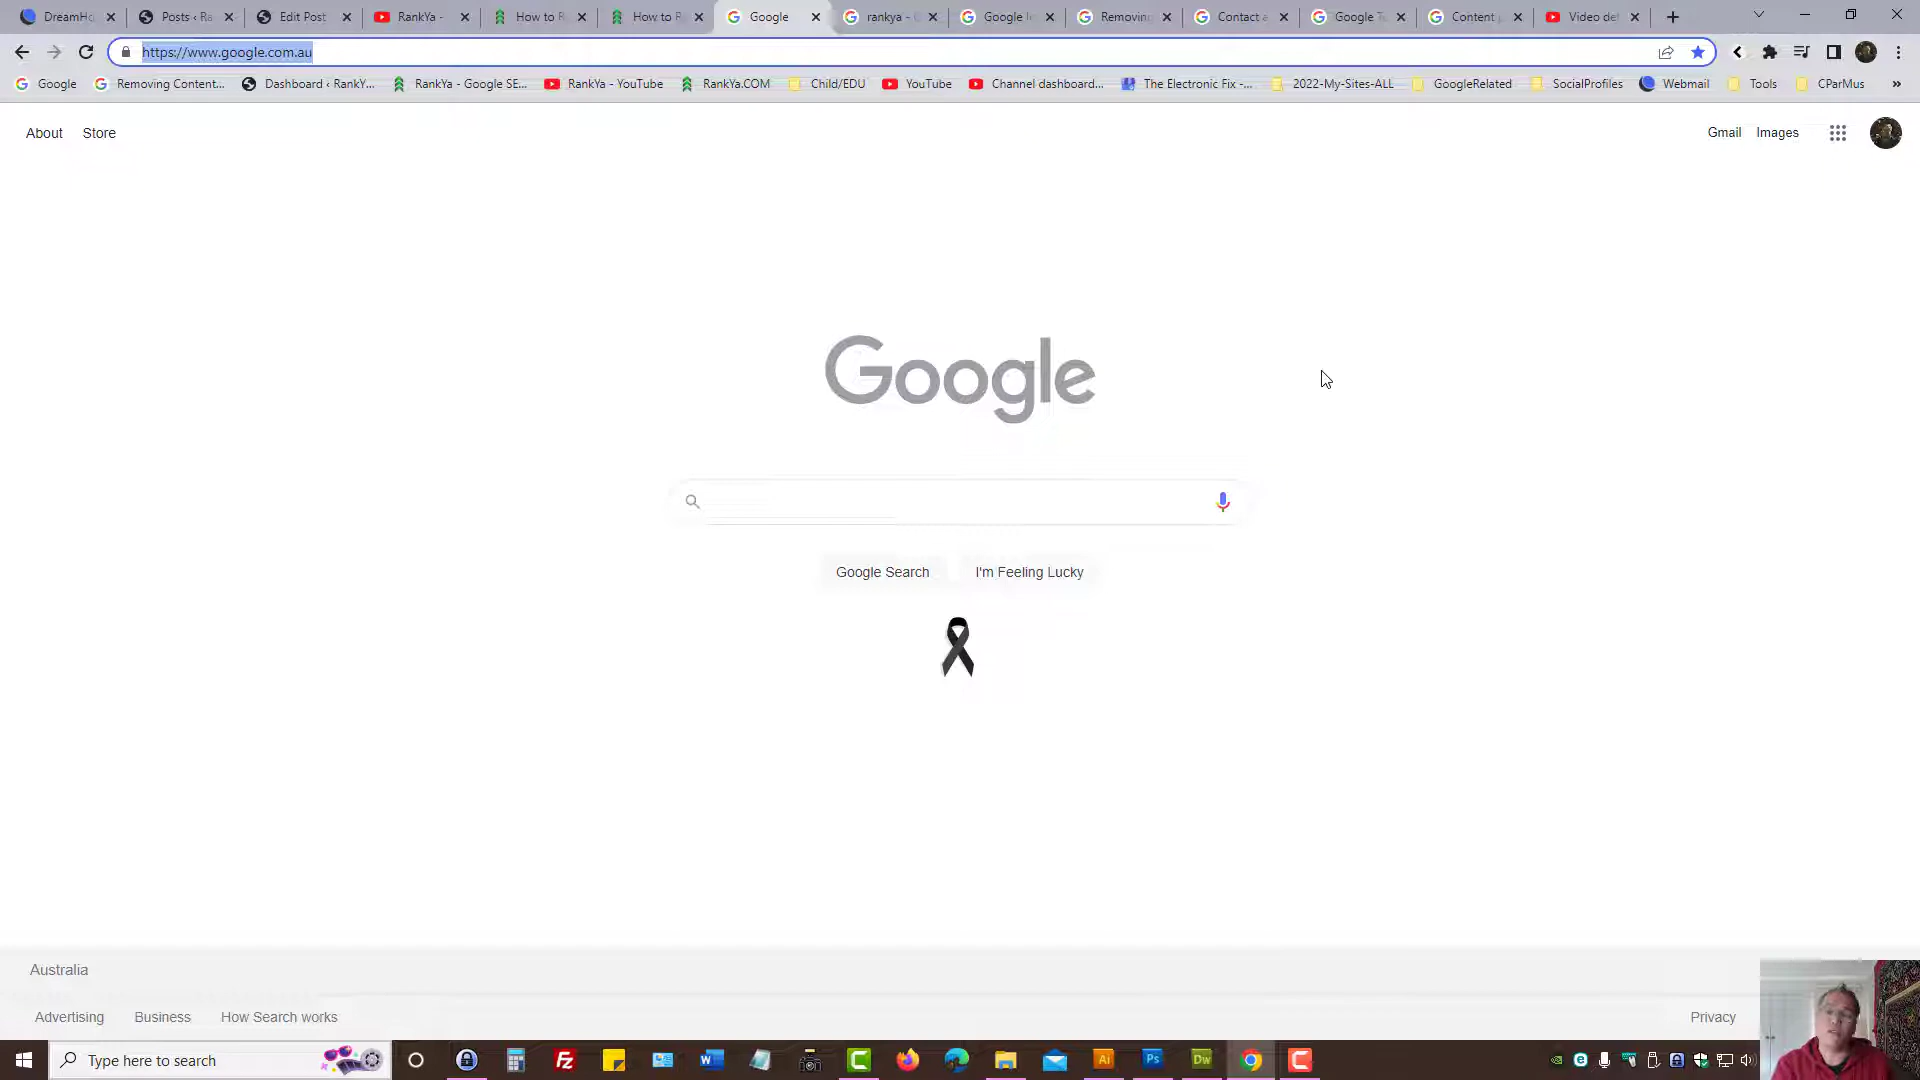 DreamHo
Posts ‹ Ra
Edit Post
RankYa -
How to R
How to R
Google
rankya - G
Google In
Removing
Contact a
Google T
Content p
Video det
https://www.google.com.au
Google
Removing Content...
Dashboard ‹ RankY...
RankYa - Google SE...
RankYa - YouTube
RankYa.COM
Child/EDU
YouTube
Channel dashboard...
The Electronic Fix -...
2022-My-Sites-ALL
GoogleRelated
SocialProfiles
Webmail
Tools
CParMus
»
About Store
Gmail Images
Google
Google Search I'm Feeling Lucky
Australia
Advertising Business How Search works
Privacy
Type here to search